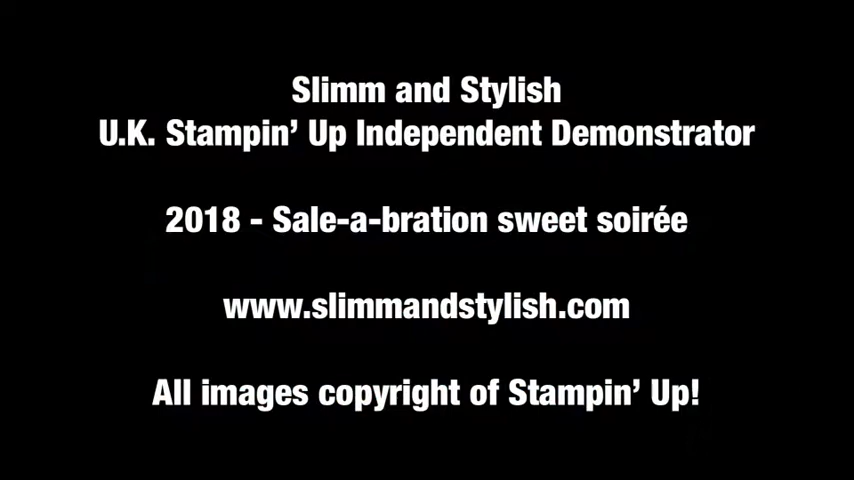 Slimm and Stylish
U.K. Stampin’ Up Independent Demonstrator
2018 - Sale-a-bration sweet soirée
www.slimmandstylish.com
All images copyright of Stampin’ Up!